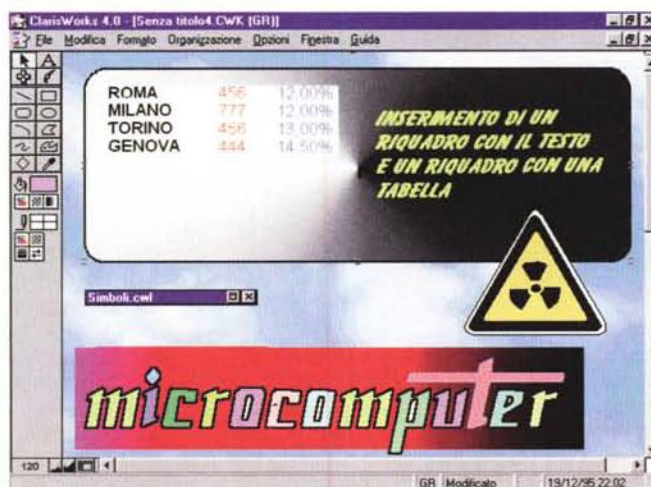 ClarisWorks 4.0 - [Senza titolo4.CWK (GR)]
File Modifica Formato Organizzazione Opzioni Finestra Guida
ROMA 456 12.00%
MILANO 777 12.00%
TORINO 456 13.00%
GENOVA 444 14.50%
INSERIMENTO DI UN
RIQUADRO CON IL TESTO
E UN RIQUADRO CON UNA
TABELLA
Simboli.cwl
microcomputer
120
GR Modificato 19/12/95 22.02